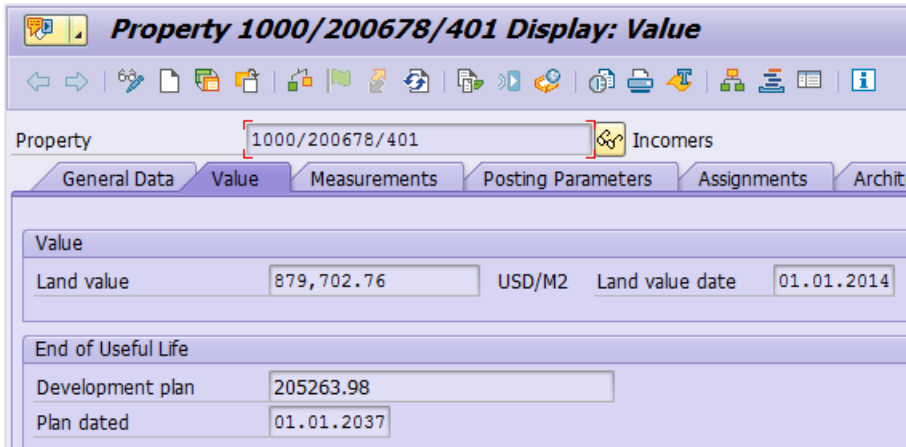 Property 1000/200678/401 Display: Value
Property 1000/200678/401 Incomers
General Data Value Measurements Posting Parameters Assignments Archit
Value
Land value 879,702.76 USD/M2 Land value date 01.01.2014
End of Useful Life
Development plan 205263.98
Plan dated 01.01.2037